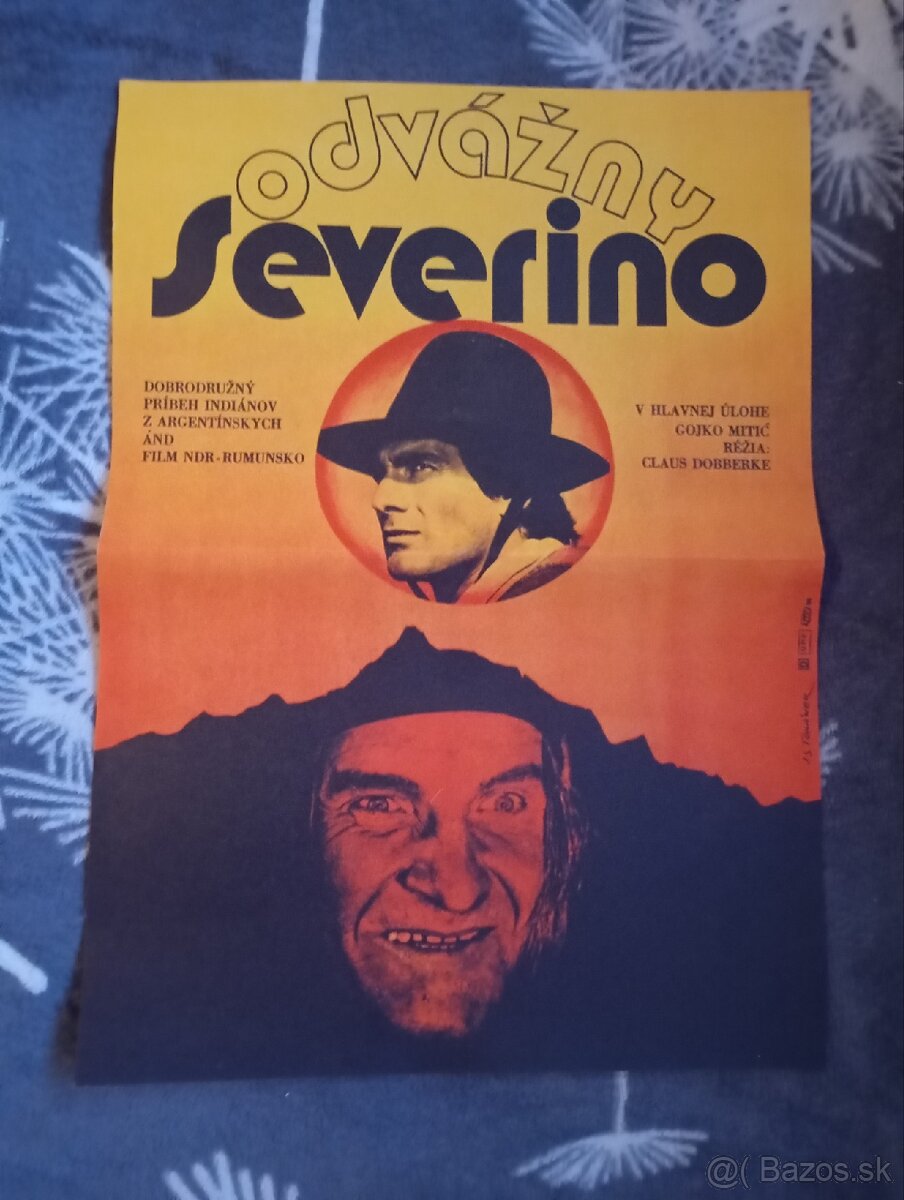 odvážny
Severino
DOBRODRUŽNÝ
PRÍBEH INDIÁNOV
Z ARGENTÍNSKYCH
ÁND
FILM NDR-RUMUNSKO
V HLAVNEJ ÚLOHE
GOJKO MITIĆ
RÉŽIA:
CLAUS DOBBERKE
@( Bazos.sk